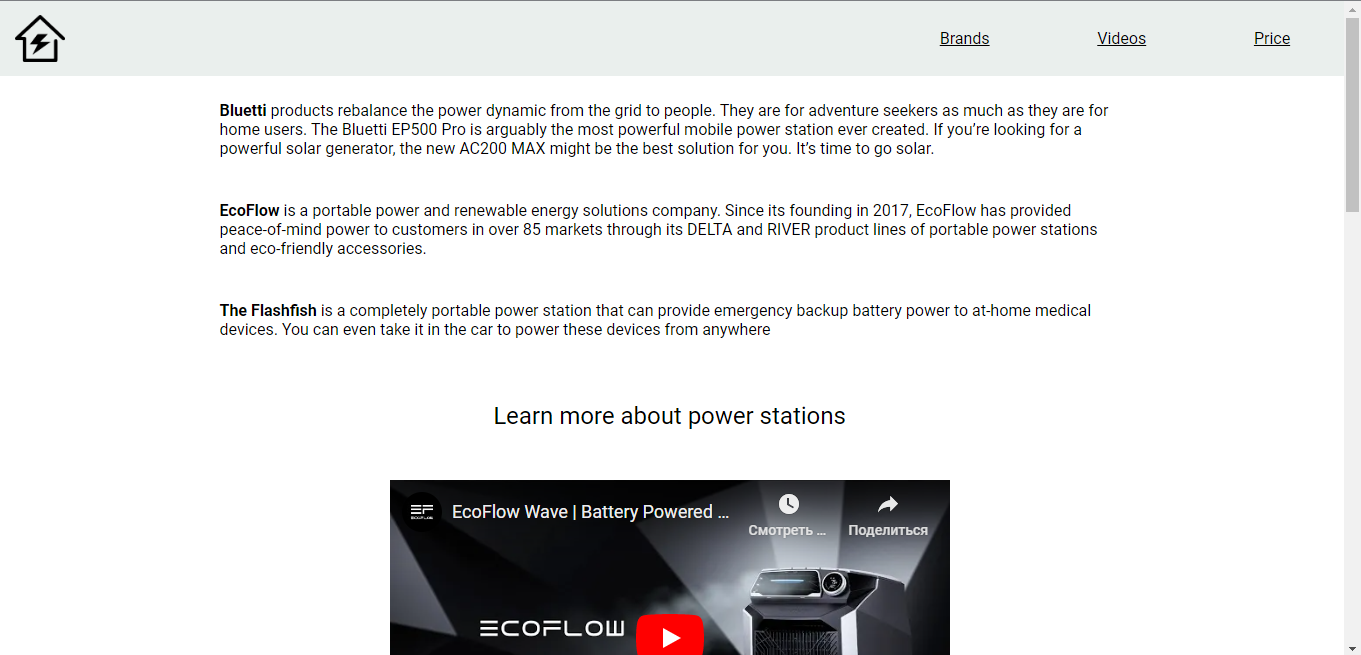 Brands
Videos
Price
Bluetti products rebalance the power dynamic from the grid to people. They are for adventure seekers as much as they are for
home users. The Bluetti EP500 Pro is arguably the most powerful mobile power station ever created. If you’re looking for a
powerful solar generator, the new AC200 MAX might be the best solution for you. It’s time to go solar.
EcoFlow is a portable power and renewable energy solutions company. Since its founding in 2017, EcoFlow has provided
peace-of-mind power to customers in over 85 markets through its DELTA and RIVER product lines of portable power stations
and eco-friendly accessories.
The Flashfish is a completely portable power station that can provide emergency backup battery power to at-home medical
devices. You can even take it in the car to power these devices from anywhere
Learn more about power stations
EF
ECOFLOW
EcoFlow Wave | Battery Powered ...
Смотреть ...
Поделиться
ECOFLOW